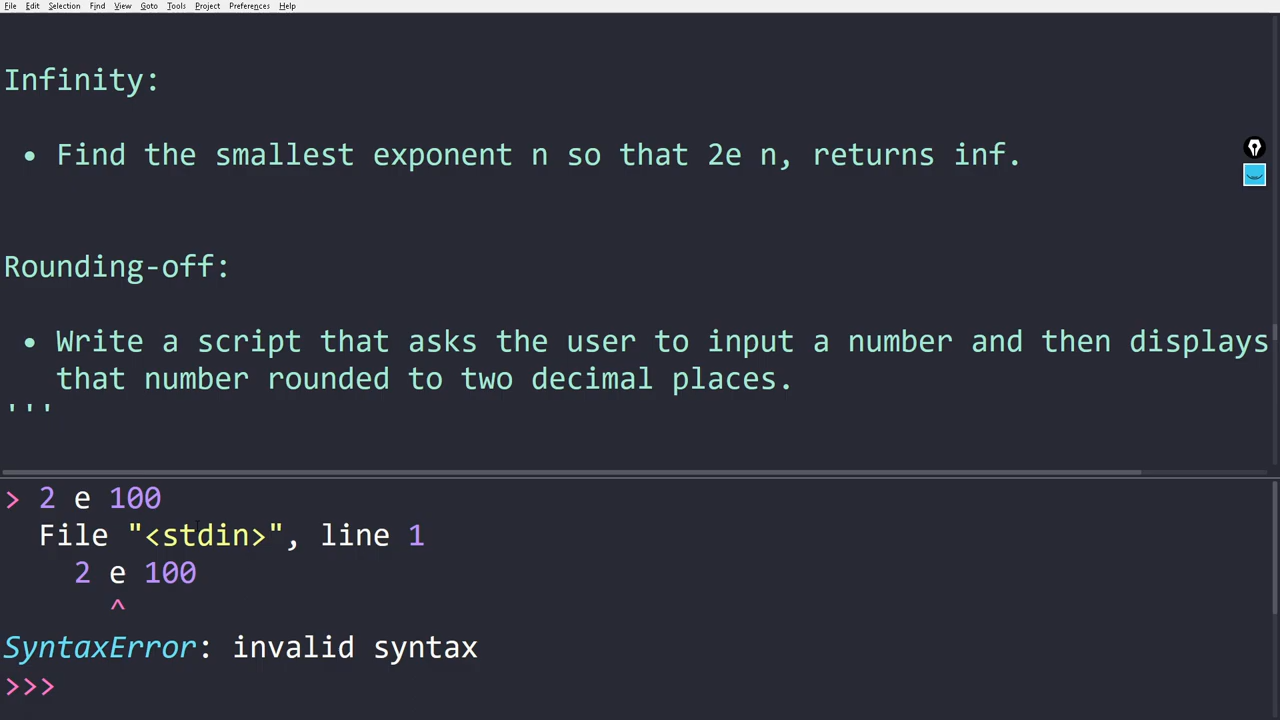 File Edit Selection Find View Goto Tools Project Preferences Help
Infinity:
• Find the smallest exponent n so that 2e n, returns inf.
Rounding-off:
• Write a script that asks the user to input a number and then displays
that number rounded to two decimal places.
'''
> 2 e 100
File "<stdin>", line 1
2 e 100
^
SyntaxError: invalid syntax
>>>